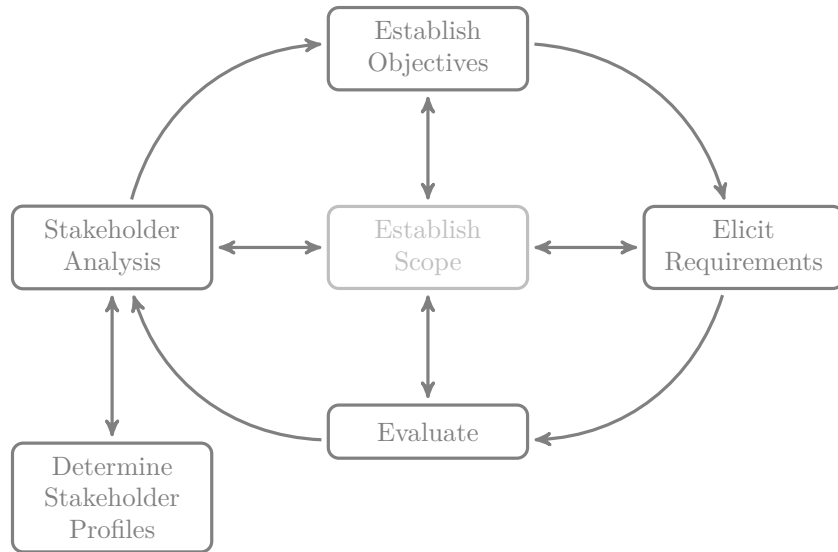 Establish
Objectives
Stakeholder
Analysis
Establish
Scope
Elicit
Requirements
Evaluate
Determine
Stakeholder
Profiles